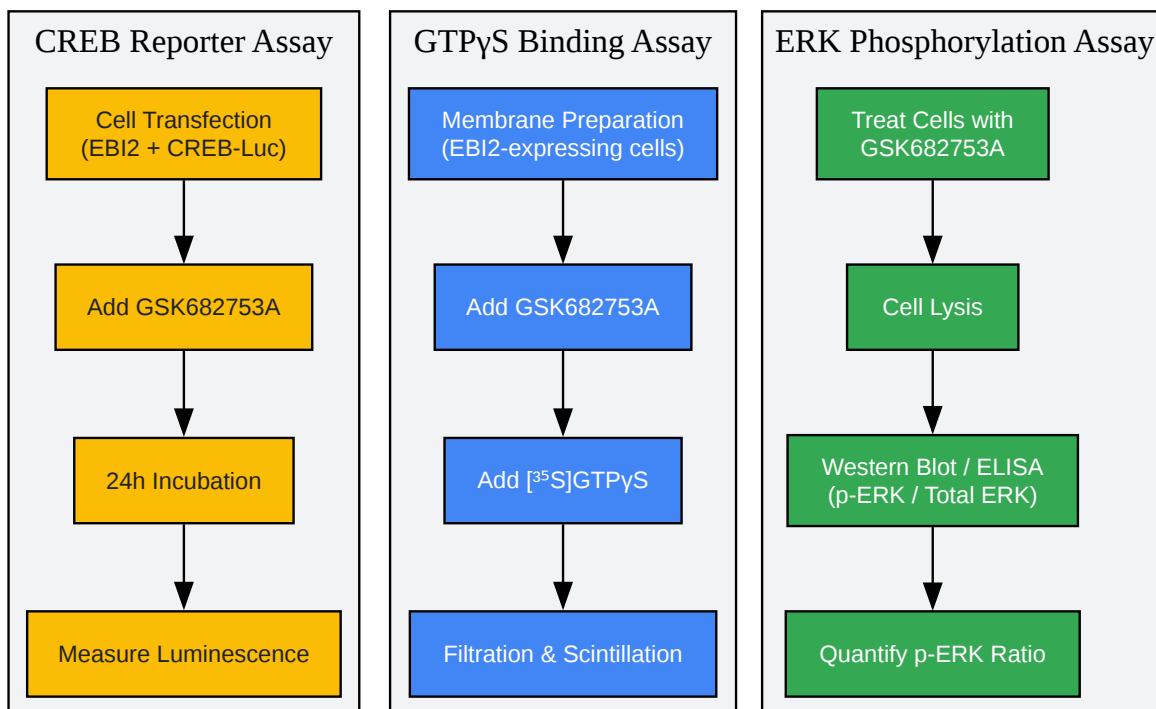 CREB Reporter Assay
Cell Transfection
(EBI2 + CREB-Luc)
Add GSK682753A
24h Incubation
Measure Luminescence
GTPγS Binding Assay
Membrane Preparation
(EBI2-expressing cells)
Add GSK682753A
Add [³⁵S]GTPγS
Filtration & Scintillation
ERK Phosphorylation Assay
Treat Cells with
GSK682753A
Cell Lysis
Western Blot / ELISA
(p-ERK / Total ERK)
Quantify p-ERK Ratio